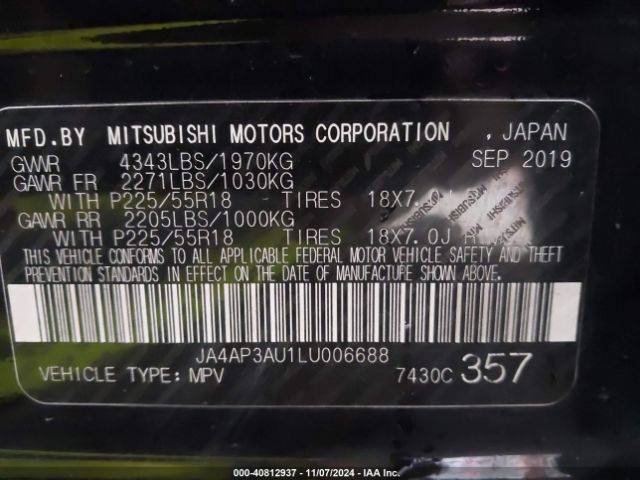 MFD.BY MITSUBISHI MOTORS CORPORATION , JAPAN
GVWR 4343LBS/1970KG SEP 2019
GAWR FR 2271LBS/1030KG
WITH P225/55R18 TIRES 18X7.
GAWR RR 2205LBS/1000KG
WITH P225/55R18 TIRES 18X7.0J
THIS VEHICLE CONFORMS TO ALL APPLICABLE FEDERAL MOTOR VEHICLE SAFETY AND THEFT
PREVENTION STANDARDS IN EFFECT ON THE DATE OF MANUFACTURE SHOWN ABOVE.
JA4AP3AU1LU006688
VEHICLE TYPE: MPV 7430C 357
000-40812937 - 11/07/2024 - IAA Inc.